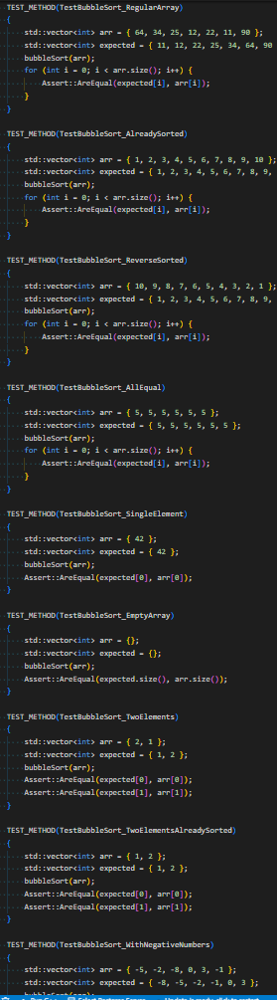 TEST_METHOD(TestBubbleSort_RegularArray)
{
std::vector<int> arr = { 64, 34, 25, 12, 22, 11, 90 };
std::vector<int> expected = { 11, 12, 22, 25, 34, 64, 90
bubbleSort(arr);
for (int i = 0; i < arr.size(); i++) {
Assert::AreEqual(expected[i], arr[i]);
}
}
TEST_METHOD(TestBubbleSort_AlreadySorted)
{
std::vector<int> arr = { 1, 2, 3, 4, 5, 6, 7, 8, 9, 10 };
std::vector<int> expected = { 1, 2, 3, 4, 5, 6, 7, 8, 9,
bubbleSort(arr);
for (int i = 0; i < arr.size(); i++) {
Assert::AreEqual(expected[i], arr[i]);
}
}
TEST_METHOD(TestBubbleSort_ReverseSorted)
{
std::vector<int> arr = { 10, 9, 8, 7, 6, 5, 4, 3, 2, 1 };
std::vector<int> expected = { 1, 2, 3, 4, 5, 6, 7, 8, 9,
bubbleSort(arr);
for (int i = 0; i < arr.size(); i++) {
Assert::AreEqual(expected[i], arr[i]);
}
}
TEST_METHOD(TestBubbleSort_AllEqual)
{
std::vector<int> arr = { 5, 5, 5, 5, 5, 5 };
std::vector<int> expected = { 5, 5, 5, 5, 5, 5 };
bubbleSort(arr);
for (int i = 0; i < arr.size(); i++) {
Assert::AreEqual(expected[i], arr[i]);
}
}
TEST_METHOD(TestBubbleSort_SingleElement)
{
std::vector<int> arr = { 42 };
std::vector<int> expected = { 42 };
bubbleSort(arr);
Assert::AreEqual(expected[0], arr[0]);
}
TEST_METHOD(TestBubbleSort_EmptyArray)
{
std::vector<int> arr = {};
std::vector<int> expected = {};
bubbleSort(arr);
Assert::AreEqual(expected.size(), arr.size());
}
TEST_METHOD(TestBubbleSort_TwoElements)
{
std::vector<int> arr = { 2, 1 };
std::vector<int> expected = { 1, 2 };
bubbleSort(arr);
Assert::AreEqual(expected[0], arr[0]);
Assert::AreEqual(expected[1], arr[1]);
}
TEST_METHOD(TestBubbleSort_TwoElementsAlreadySorted)
{
std::vector<int> arr = { 1, 2 };
std::vector<int> expected = { 1, 2 };
bubbleSort(arr);
Assert::AreEqual(expected[0], arr[0]);
Assert::AreEqual(expected[1], arr[1]);
}
TEST_METHOD(TestBubbleSort_WithNegativeNumbers)
{
std::vector<int> arr = { -5, -2, -8, 0, 3, -1 };
std::vector<int> expected = { -8, -5, -2, -1, 0, 3 };
bubbleSort(arr);